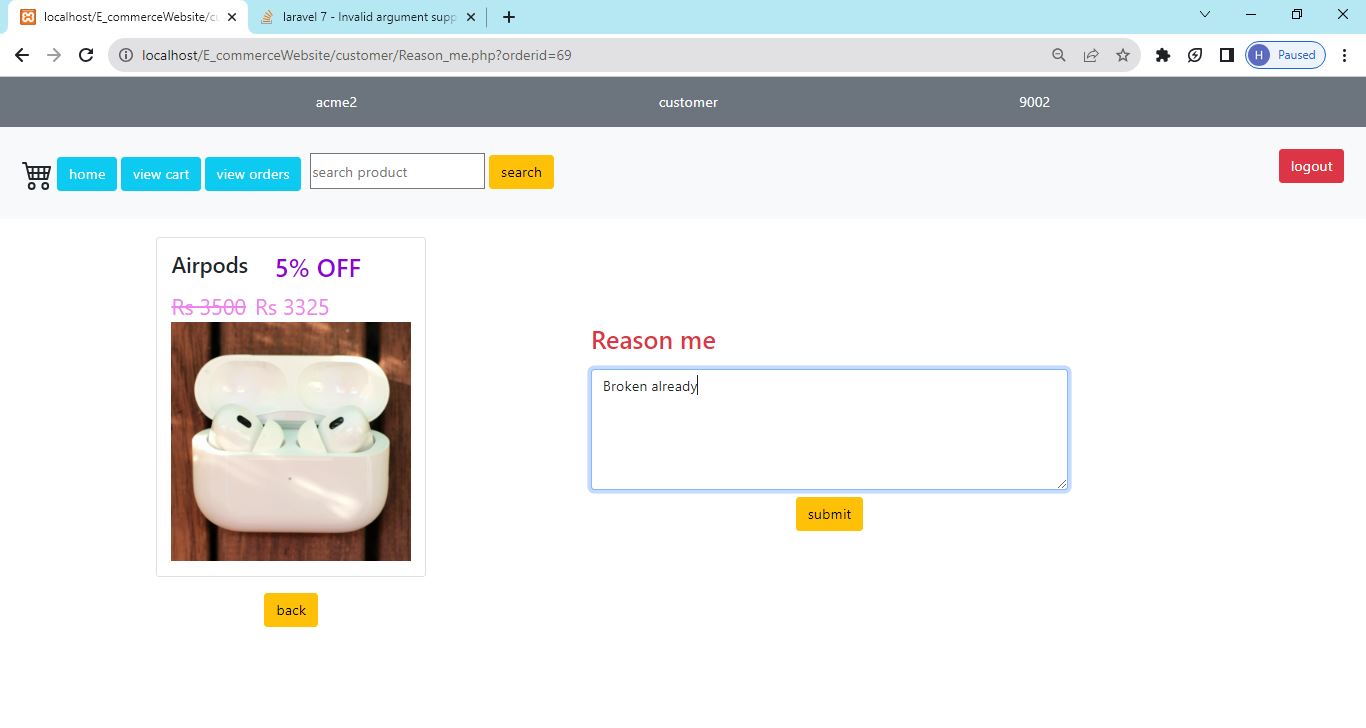 localhost/E_commerceWebsite/cu
laravel 7 - Invalid argument supp
localhost/E_commerceWebsite/customer/Reason_me.php?orderid=69
H Paused
acme2 customer 9002
home view cart view orders search product search logout
Airpods 5% OFF
Rs 3500 Rs 3325
Reason me
Broken already
submit
back